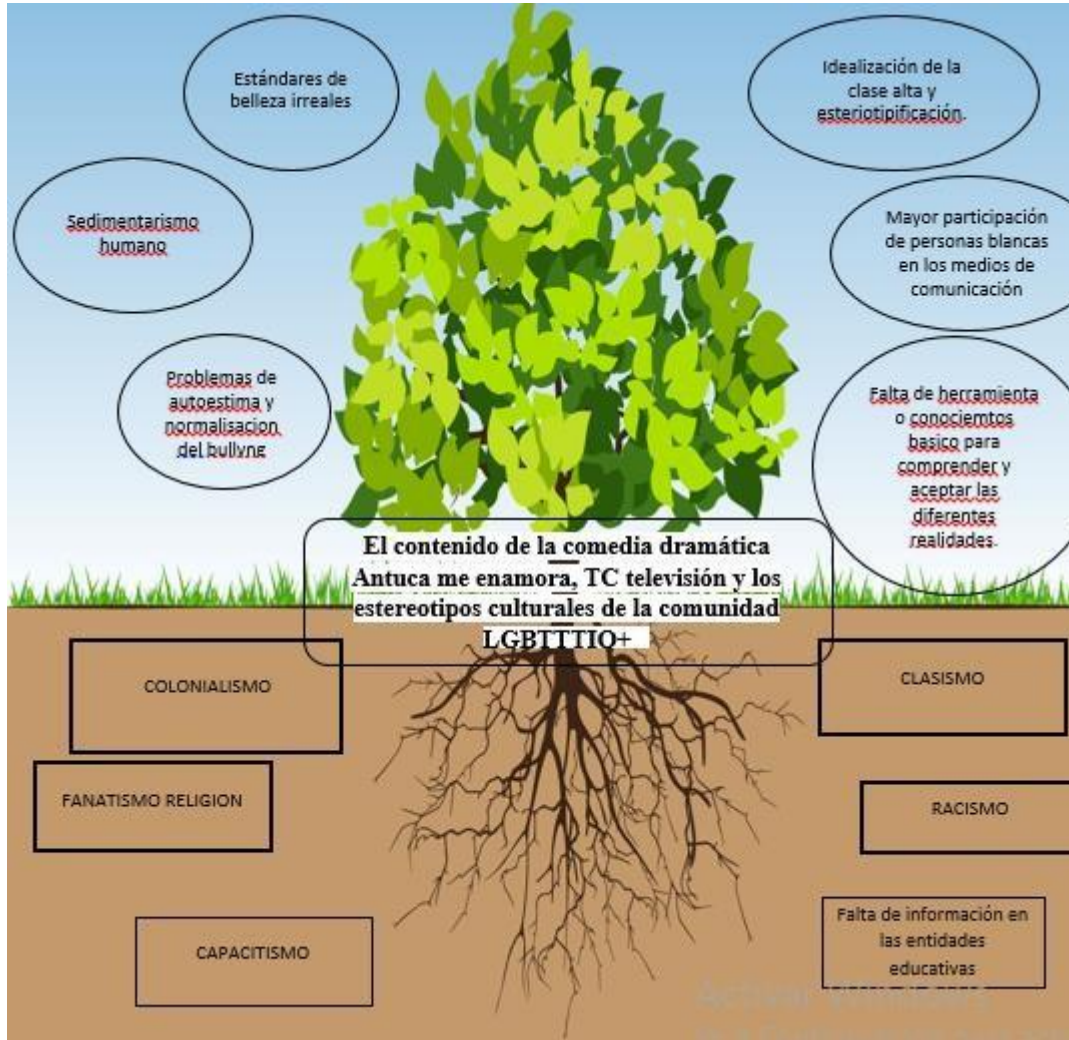 Estándares de
belleza irreales
Idealización de la
clase alta y
esteriotipificación.
Sedimentarismo
humano
Mayor participación
de personas blancas
en los medios de
comunicación
Problemas de
autoestima y
normalisacion
del bullyng
Falta de herramienta
o conociemtos
basico para
comprender y
aceptar las
diferentes
realidades.
El contenido de la comedia dramática
Antuca me enamora, TC televisión y los
estereotipos culturales de la comunidad
LGBTTTIQ+
COLONIALISMO
CLASISMO
FANATISMO RELIGION
RACISMO
CAPACITISMO
Falta de información en
las entidades
educativas
Activar Windows